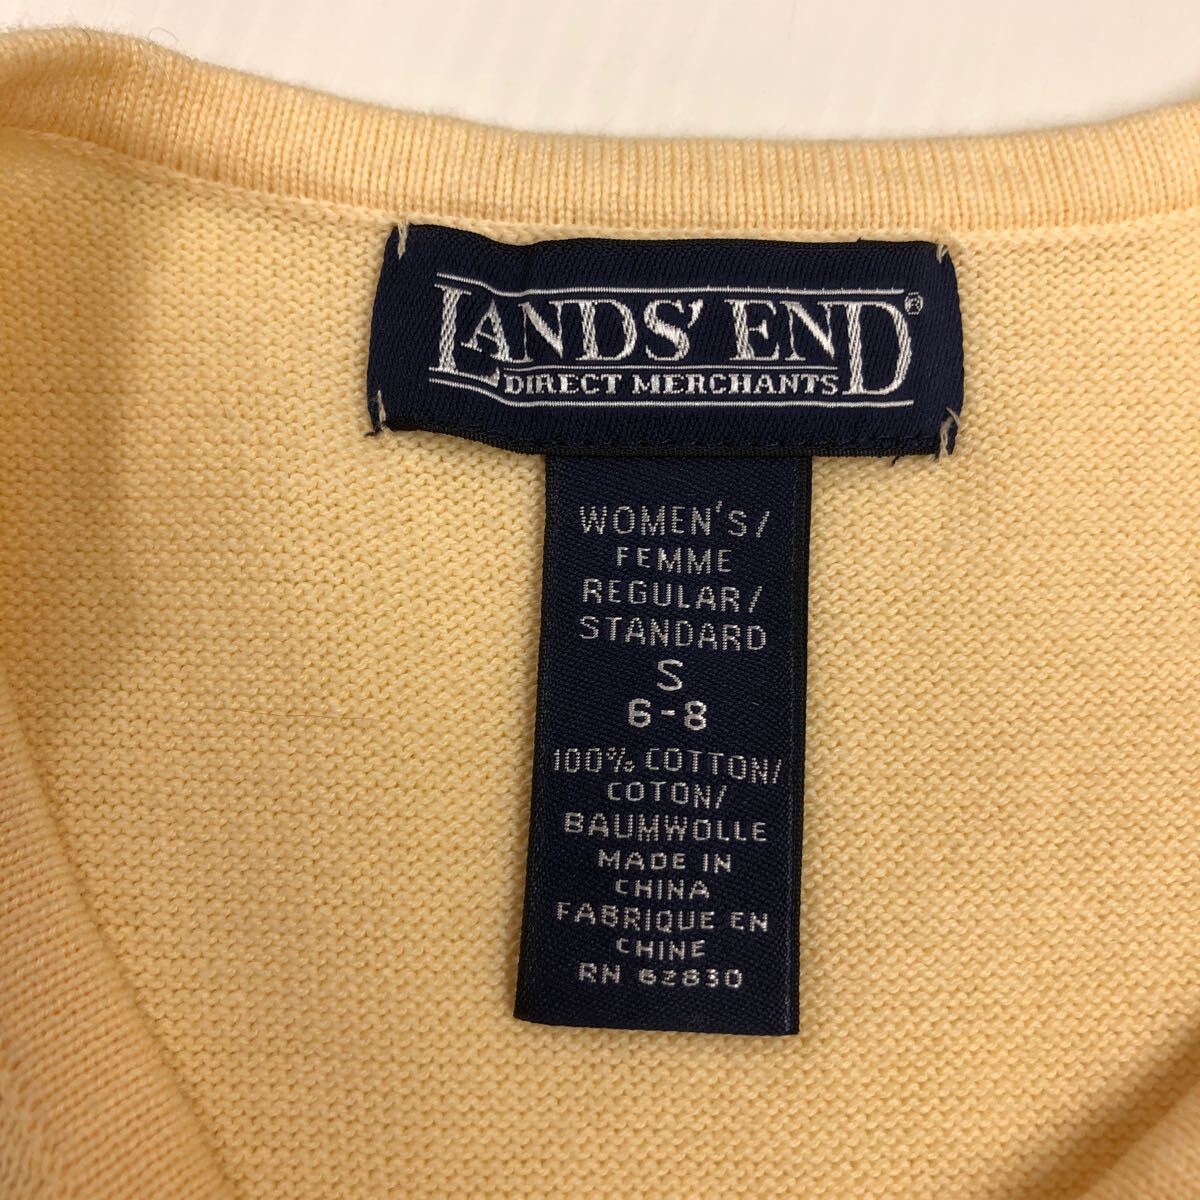 LANDS' END®
DIRECT MERCHANTS
WOMEN'S/
FEMME
REGULAR/
STANDARD
S
6-8
100% COTTON/
COTON/
BAUMWOLLE
MADE IN
CHINA
FABRIQUE EN
CHINE
RN 62830